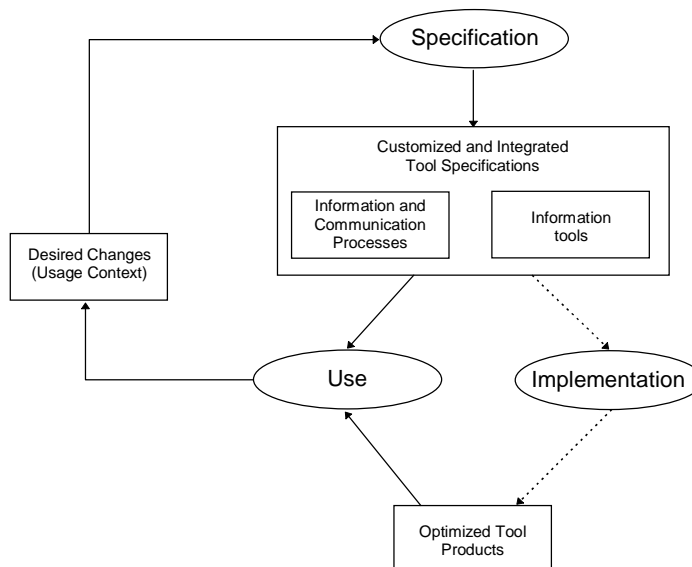 Specification
Customized and Integrated
Tool Specifications
Information and
Communication
Processes
Information
tools
Desired Changes
(Usage Context)
Use
Implementation
Optimized Tool
Products